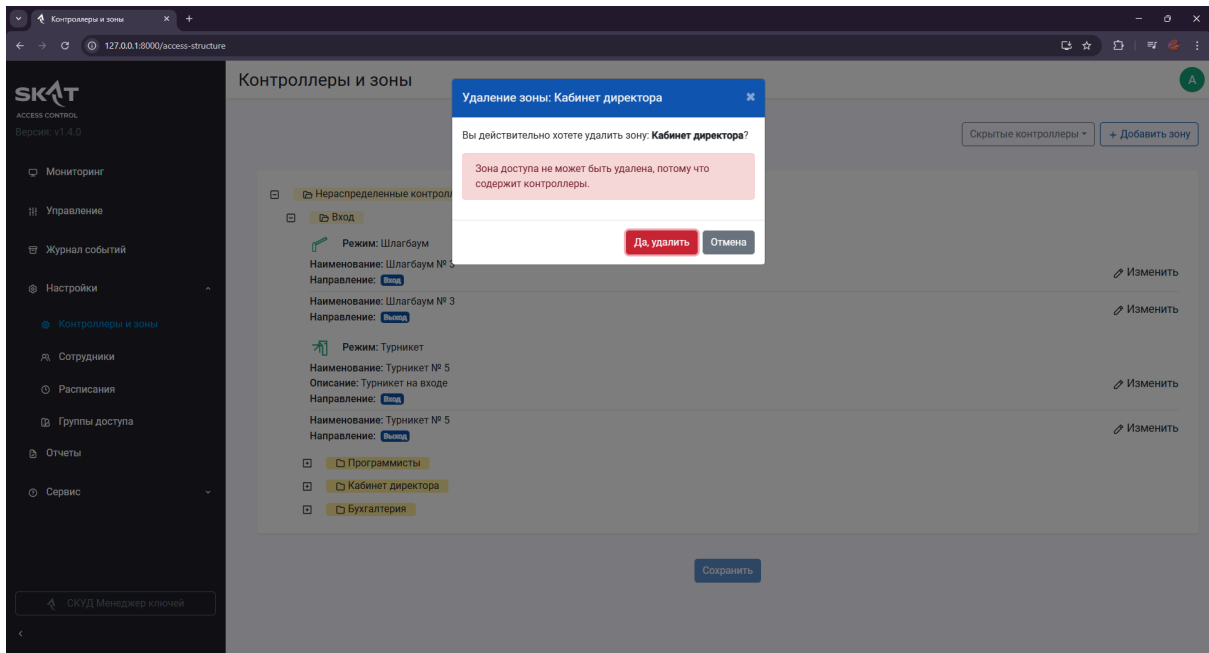 Контроллеры и зоны
127.0.0.1:8000/access-structure
SKAT
ACCESS CONTROL
Версия: v1.4.0
Мониторинг
Управление
Журнал событий
Настройки
Контроллеры и зоны
Сотрудники
Расписания
Группы доступа
Отчеты
Сервис
СКУД Менеджер ключей
Контроллеры и зоны
A
Скрытые контроллеры
+ Добавить зону
Удаление зоны: Кабинет директора
Вы действительно хотете удалить зону: Кабинет директора?
Зона доступа не может быть удалена, потому что
содержит контроллеры.
Да, удалить Отмена
Нераспределенные контрол
Вход
Режим: Шлагбаум
Наименование: Шлагбаум № 3
Направление: Вход
Изменить
Наименование: Шлагбаум № 3
Направление: Выход
Изменить
Режим: Турникет
Наименование: Турникет № 5
Описание: Турникет на входе
Направление: Вход
Изменить
Наименование: Турникет № 5
Направление: Выход
Изменить
Программисты
Кабинет директора
Бухгалтерия
Сохранить